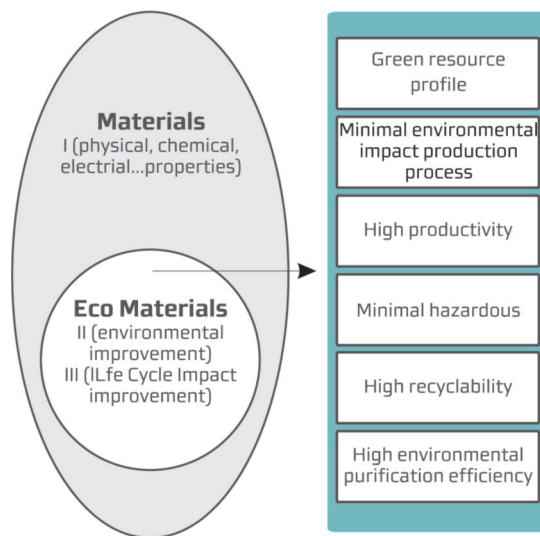 Materials
I (physical, chemical,
electrial...properties)
Eco Materials
II (environmental
improvement)
III (lLfe Cycle Impact
improvement)
Green resource
profile
Minimal environmental
impact production
process
High productivity
Minimal hazardous
High recyclability
High environmental
purification efficiency